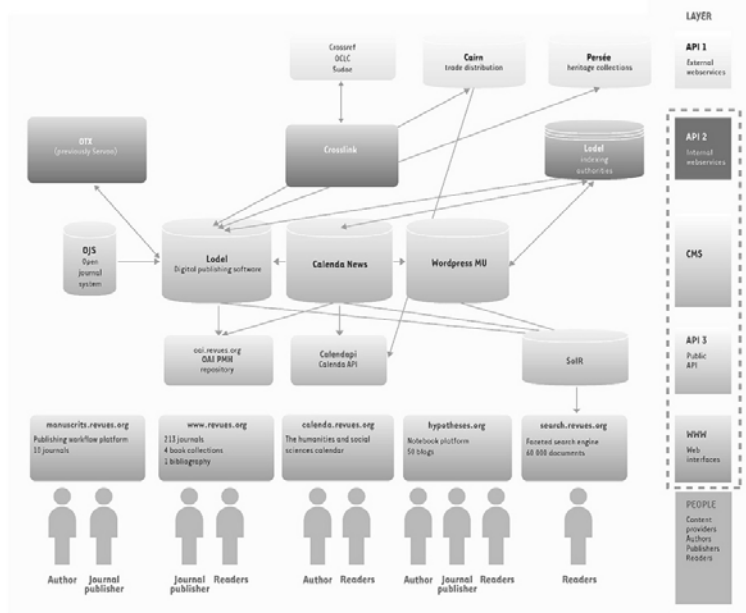 LAYER
Crossref
OCLC
Sudoc
Cairn
trade distribution
Persée
heritage collections
API 1
External
webservices
OTX
(previously Servoo)
Crosslink
Lodel
indexing
authorities
API 2
Internal
webservices
OJS
Open
journal
system
Lodel
Digital publishing software
Calenda News
Wordpress MU
CMS
oai.revues.org
OAI PMH
repository
Calendapi
Calenda API
SolR
API 3
Public
API
manuscrits.revues.org
Publishing workflow platform
10 journals
www.revues.org
213 journals
4 book collections
1 bibliography
calenda.revues.org
The humanities and social
sciences calendar
hypotheses.org
Notebook platform
50 blogs
search.revues.org
Faceted search engine
60 000 documents
WWW
Web
interfaces
PEOPLE
Content
providers
Authors
Publishers
Readers
Author
Journal
publisher
Journal
publisher
Readers
Author
Readers
Author
Journal
publisher
Readers
Readers